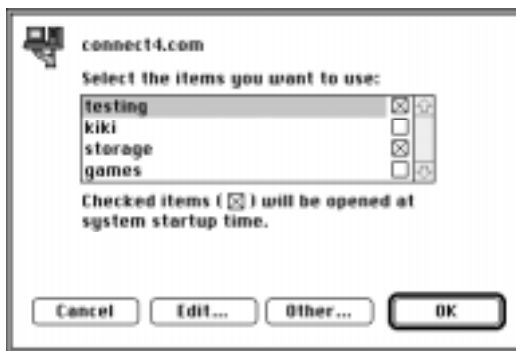 connect4.com
Select the items you want to use:
testing
kiki
storage
games
Checked items ( ☒ ) will be opened at
system startup time.
Cancel Edit... Other... OK